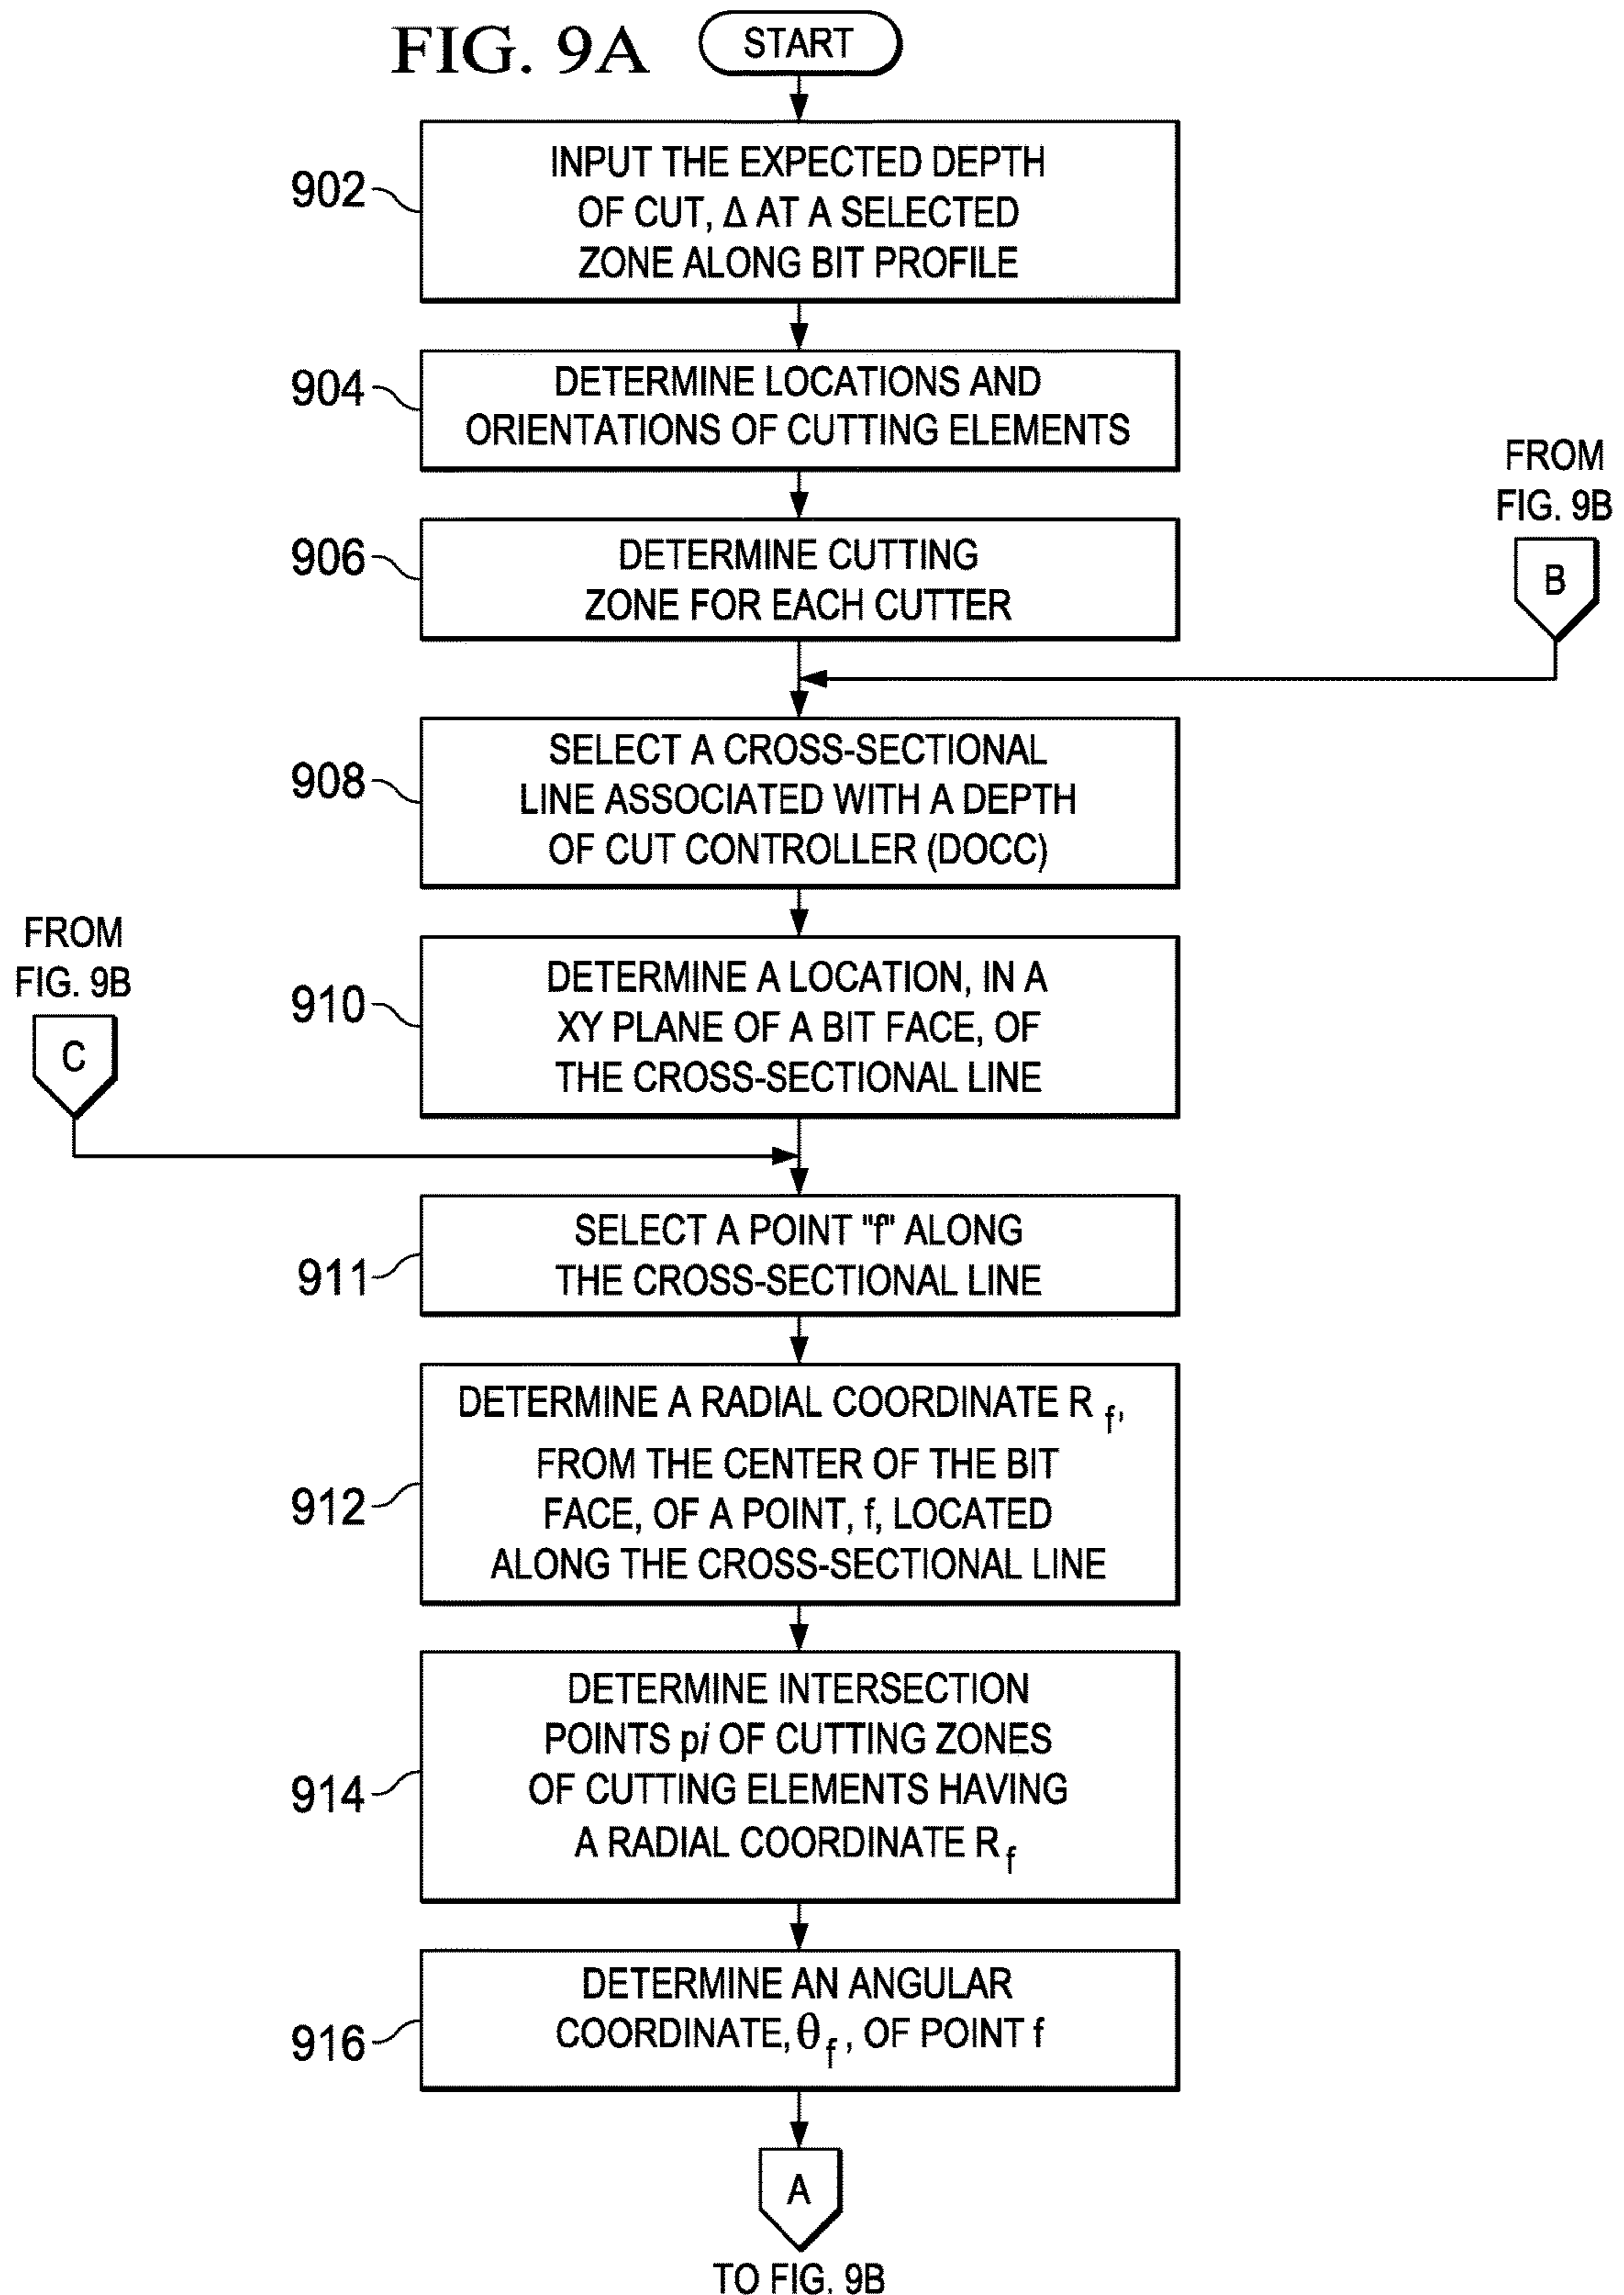 FIG. 9A
START
902
INPUT THE EXPECTED DEPTH
OF CUT, Δ AT A SELECTED
ZONE ALONG BIT PROFILE
904
DETERMINE LOCATIONS AND
ORIENTATIONS OF CUTTING ELEMENTS
906
DETERMINE CUTTING
ZONE FOR EACH CUTTER
FROM
FIG. 9B
B
908
SELECT A CROSS-SECTIONAL
LINE ASSOCIATED WITH A DEPTH
OF CUT CONTROLLER (DOCC)
FROM
FIG. 9B
C
910
DETERMINE A LOCATION, IN A
XY PLANE OF A BIT FACE, OF
THE CROSS-SECTIONAL LINE
911
SELECT A POINT "f" ALONG
THE CROSS-SECTIONAL LINE
912
DETERMINE A RADIAL COORDINATE R f,
FROM THE CENTER OF THE BIT
FACE, OF A POINT, f, LOCATED
ALONG THE CROSS-SECTIONAL LINE
914
DETERMINE INTERSECTION
POINTS pi OF CUTTING ZONES
OF CUTTING ELEMENTS HAVING
A RADIAL COORDINATE R f
916
DETERMINE AN ANGULAR
COORDINATE, θ f , OF POINT f
A
TO FIG. 9B